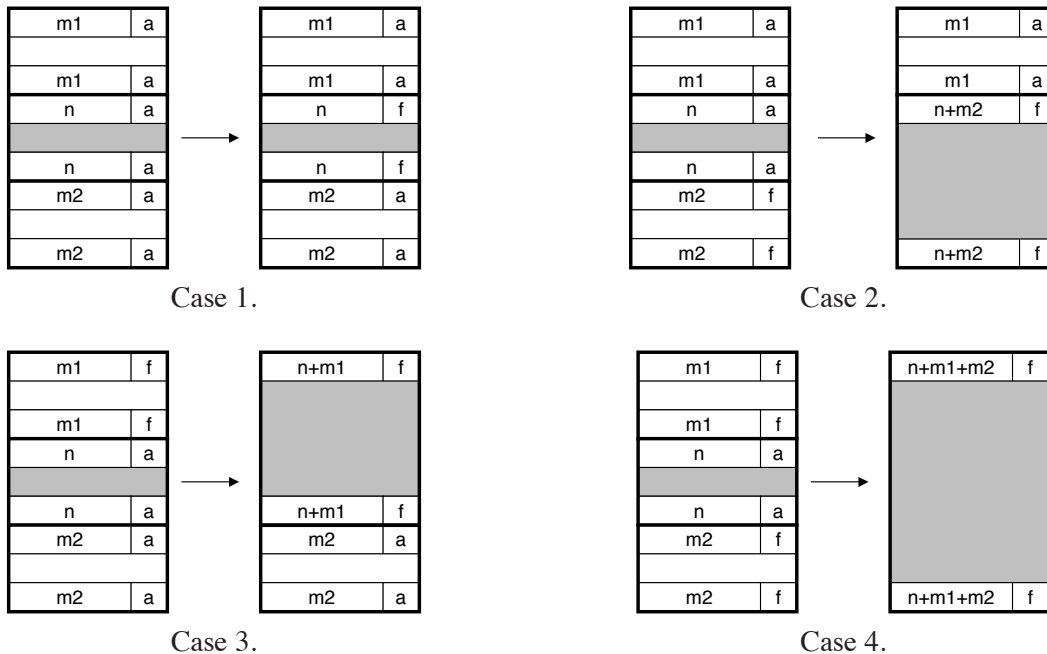 m1 a
m1 a
n a
n a
m2 a
m2 a
m1 a
m1 a
n f
n f
m2 a
m2 a
Case 1.
m1 a
m1 a
n a
n a
m2 f
m2 f
m1 a
m1 a
n+m2 f
n+m2 f
Case 2.
m1 f
m1 f
n a
n a
m2 a
m2 a
n+m1 f
n+m1 f
m2 a
m2 a
Case 3.
m1 f
m1 f
n a
n a
m2 f
m2 f
n+m1+m2 f
n+m1+m2 f
Case 4.